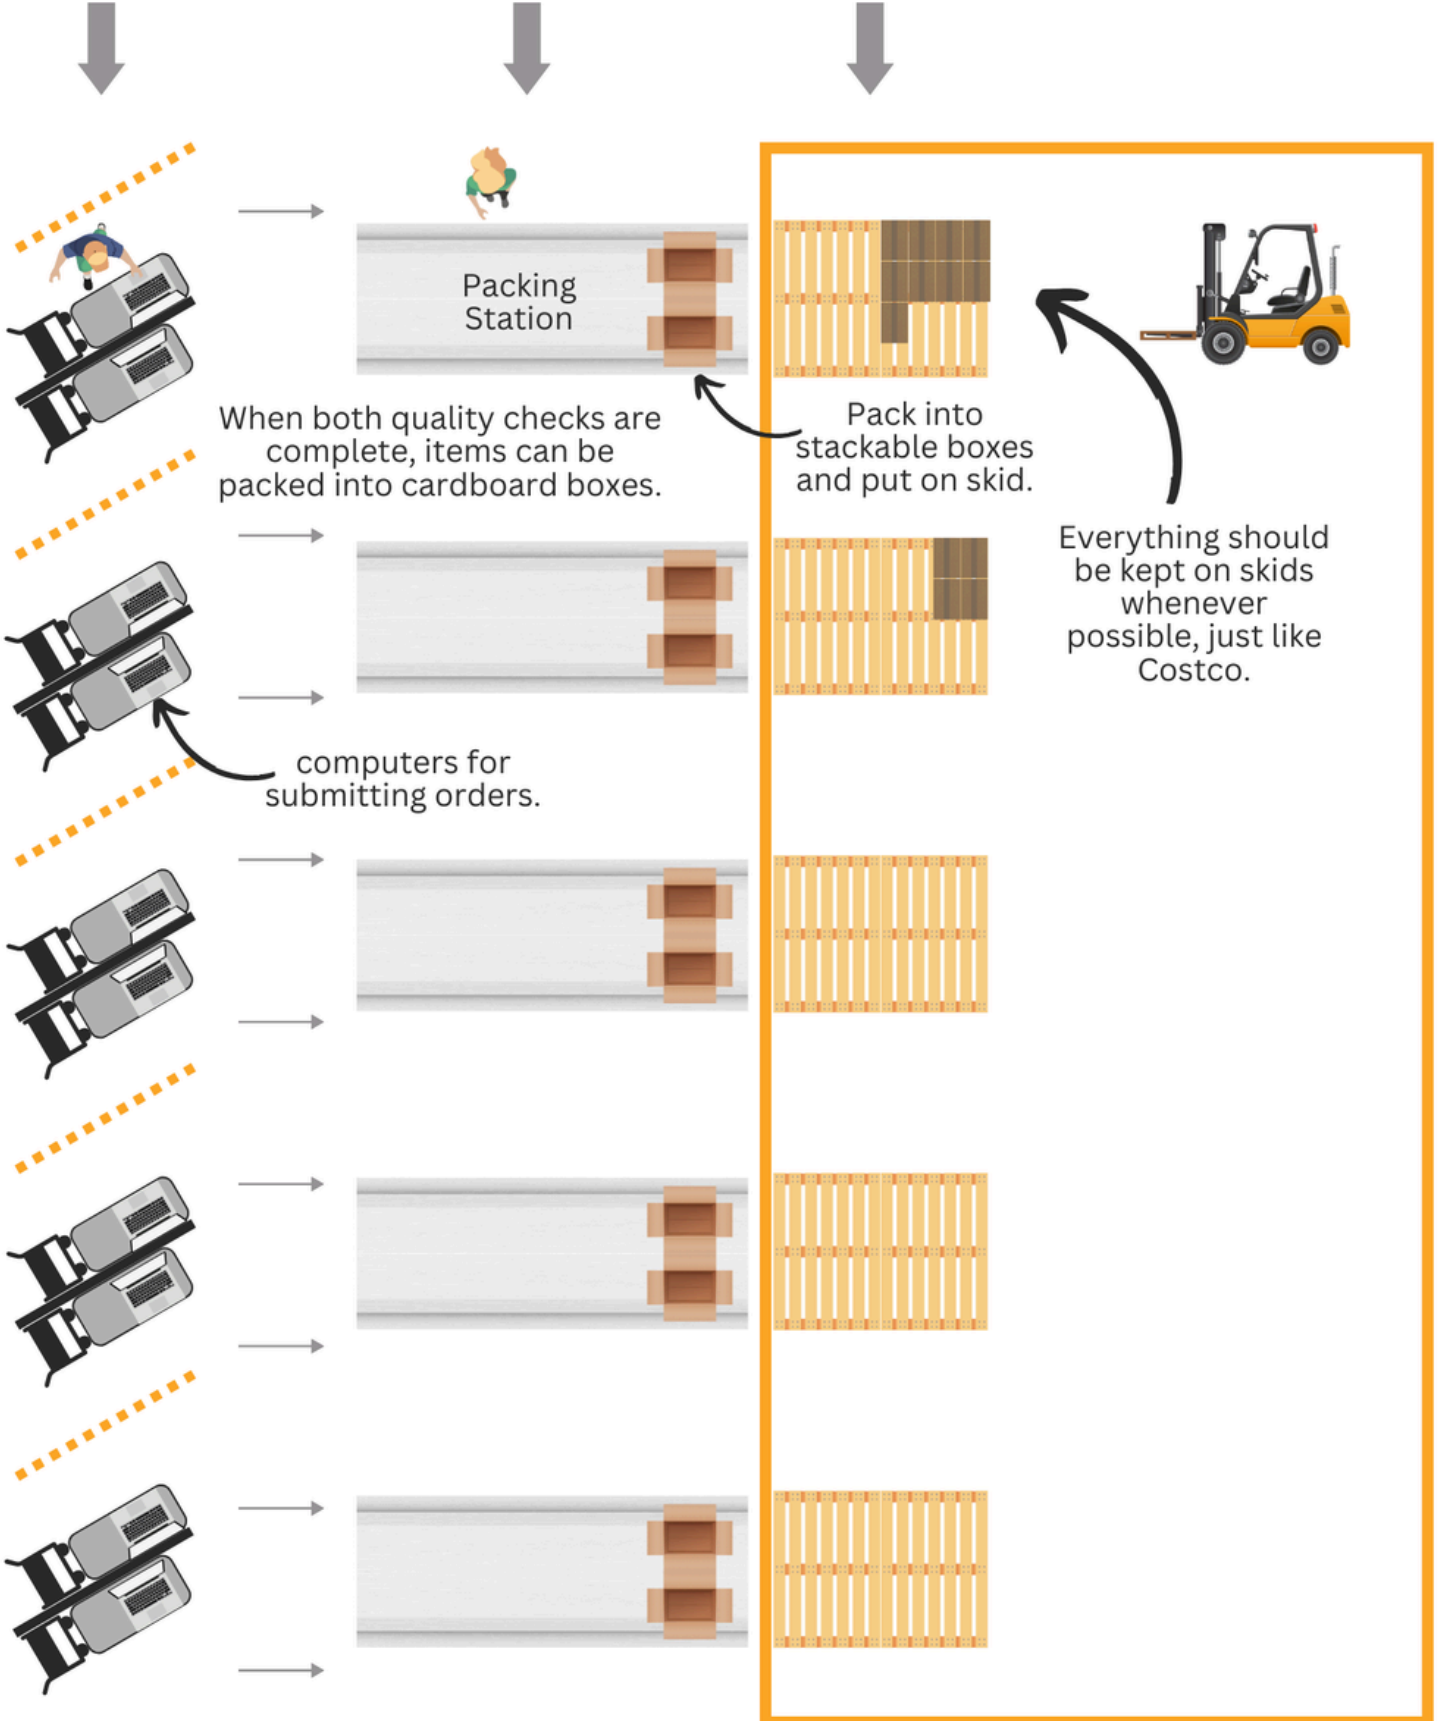 Packing
Station
When both quality checks are
complete, items can be
packed into cardboard boxes.
Pack into
stackable boxes
and put on skid.
Everything should
be kept on skids
whenever
possible, just like
Costco.
computers for
submitting orders.